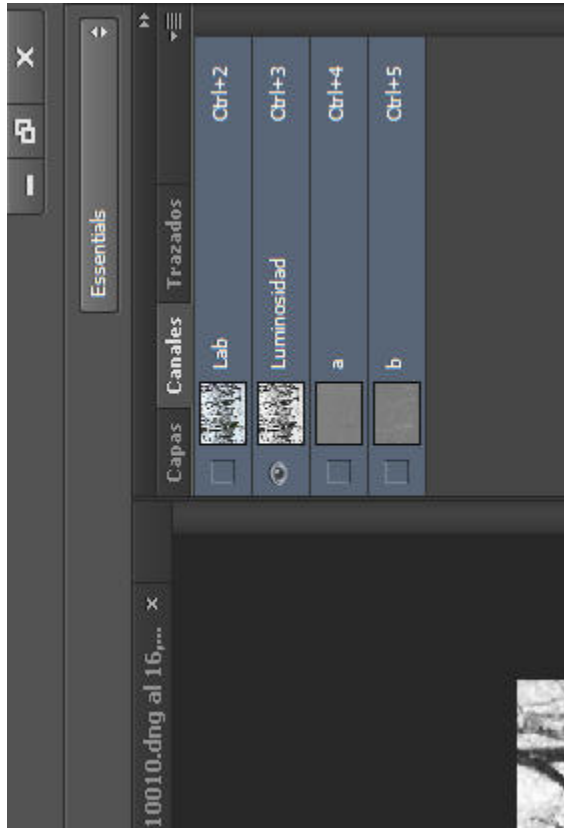 Essentials
Capas Canales Trazados
Lab Ctrl+2
Luminosidad Ctrl+3
a Ctrl+4
b Ctrl+5
10010.dng al 16,... x